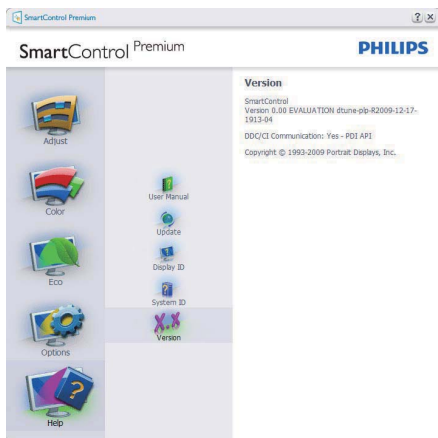 SmartControl Premium
SmartControl Premium
PHILIPS
Adjust
Color
Eco
Options
Help
User Manual
Update
Display ID
System ID
X.X
Version
Version
SmartControl
Version 0.00 EVALUATION dtune-plp-R2009-12-17-
1913-04
DDC/CI Communication: Yes - PDI API
Copyright © 1993-2009 Portrait Displays, Inc.